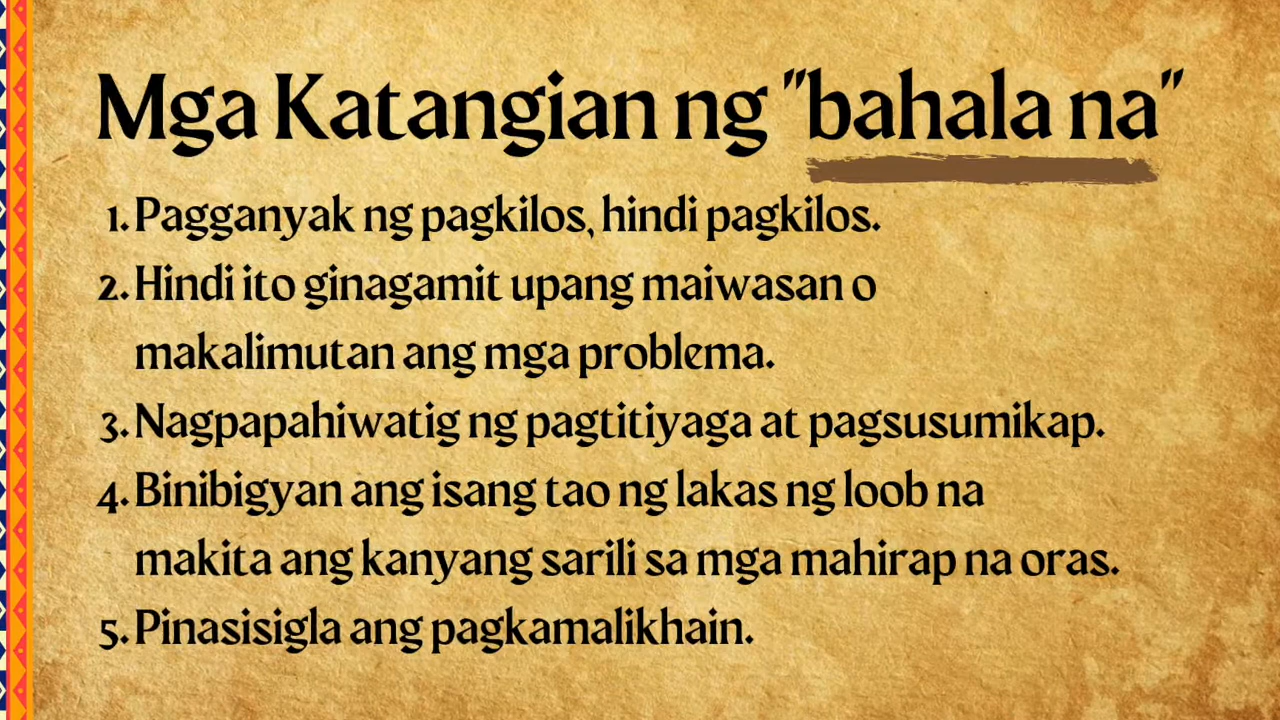 Mga Katangian ng "bahala na"
1. Pagganyak ng pagkilos, hindi pagkilos.
2. Hindi ito ginagamit upang maiwasan o
makalimutan ang mga problema.
3. Nagpapahiwatig ng pagtitiyaga at pagsusumikap.
4. Binibigyan ang isang tao ng lakas ng loob na
makita ang kanyang sarili sa mga mahirap na oras.
5. Pinasisigla ang pagkamalikhain.